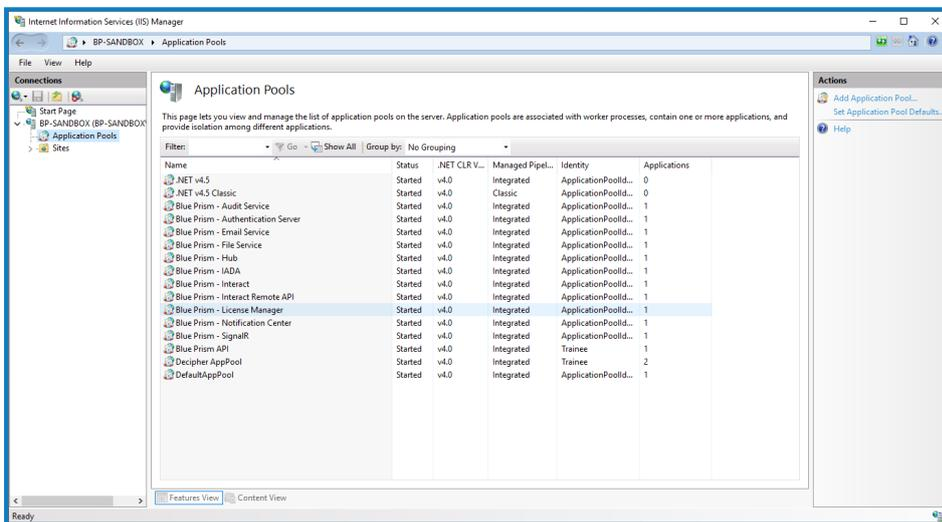 Internet Information Services (IIS) Manager
BP-SANDBOX Application Pools
File View Help
Connections
Start Page
BP-SANDBOX (BP-SANDBOX\
Application Pools
Sites
Application Pools
This page lets you view and manage the list of application pools on the server. Application pools are associated with worker processes, contain one or more applications, and
provide isolation among different applications.
Filter: Go Show All Group by: No Grouping
Name Status .NET CLR V... Managed Pipel... Identity Applications
.NET v4.5 Started v4.0 Integrated ApplicationPoolId... 0
.NET v4.5 Classic Started v4.0 Classic ApplicationPoolId... 0
Blue Prism - Audit Service Started v4.0 Integrated ApplicationPoolId... 1
Blue Prism - Authentication Server Started v4.0 Integrated ApplicationPoolId... 1
Blue Prism - Email Service Started v4.0 Integrated ApplicationPoolId... 1
Blue Prism - File Service Started v4.0 Integrated ApplicationPoolId... 1
Blue Prism - Hub Started v4.0 Integrated ApplicationPoolId... 1
Blue Prism - IADA Started v4.0 Integrated ApplicationPoolId... 1
Blue Prism - Interact Started v4.0 Integrated ApplicationPoolId... 1
Blue Prism - Interact Remote API Started v4.0 Integrated ApplicationPoolId... 1
Blue Prism - License Manager Started v4.0 Integrated ApplicationPoolId... 1
Blue Prism - Notification Center Started v4.0 Integrated ApplicationPoolId... 1
Blue Prism - SignalR Started v4.0 Integrated ApplicationPoolId... 1
Blue Prism API Started v4.0 Integrated Trainee 1
Decipher AppPool Started v4.0 Integrated Trainee 2
DefaultAppPool Started v4.0 Integrated ApplicationPoolId... 1
Features View Content View
Actions
Add Application Pool...
Set Application Pool Defaults...
Help
Ready